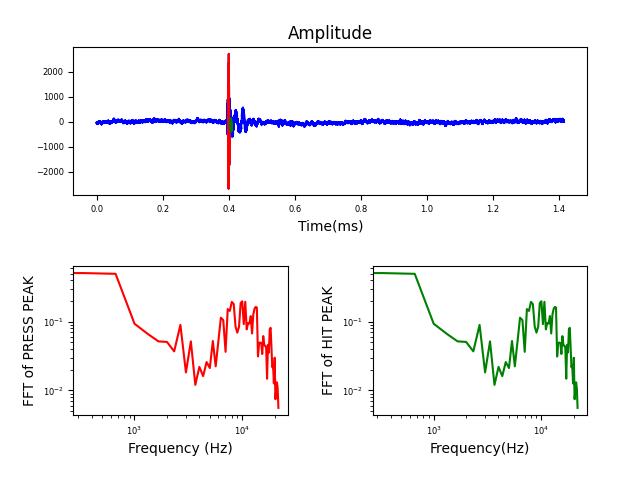 Amplitude
2000
1000
0
−1000
−2000
0.0 0.2 0.4 0.6 0.8 1.0 1.2 1.4
Time(ms)
FFT of PRESS PEAK
10⁻¹
10⁻²
10³ 10⁴
Frequency (Hz)
FFT of HIT PEAK
10⁻¹
10⁻²
10³ 10⁴
Frequency(Hz)